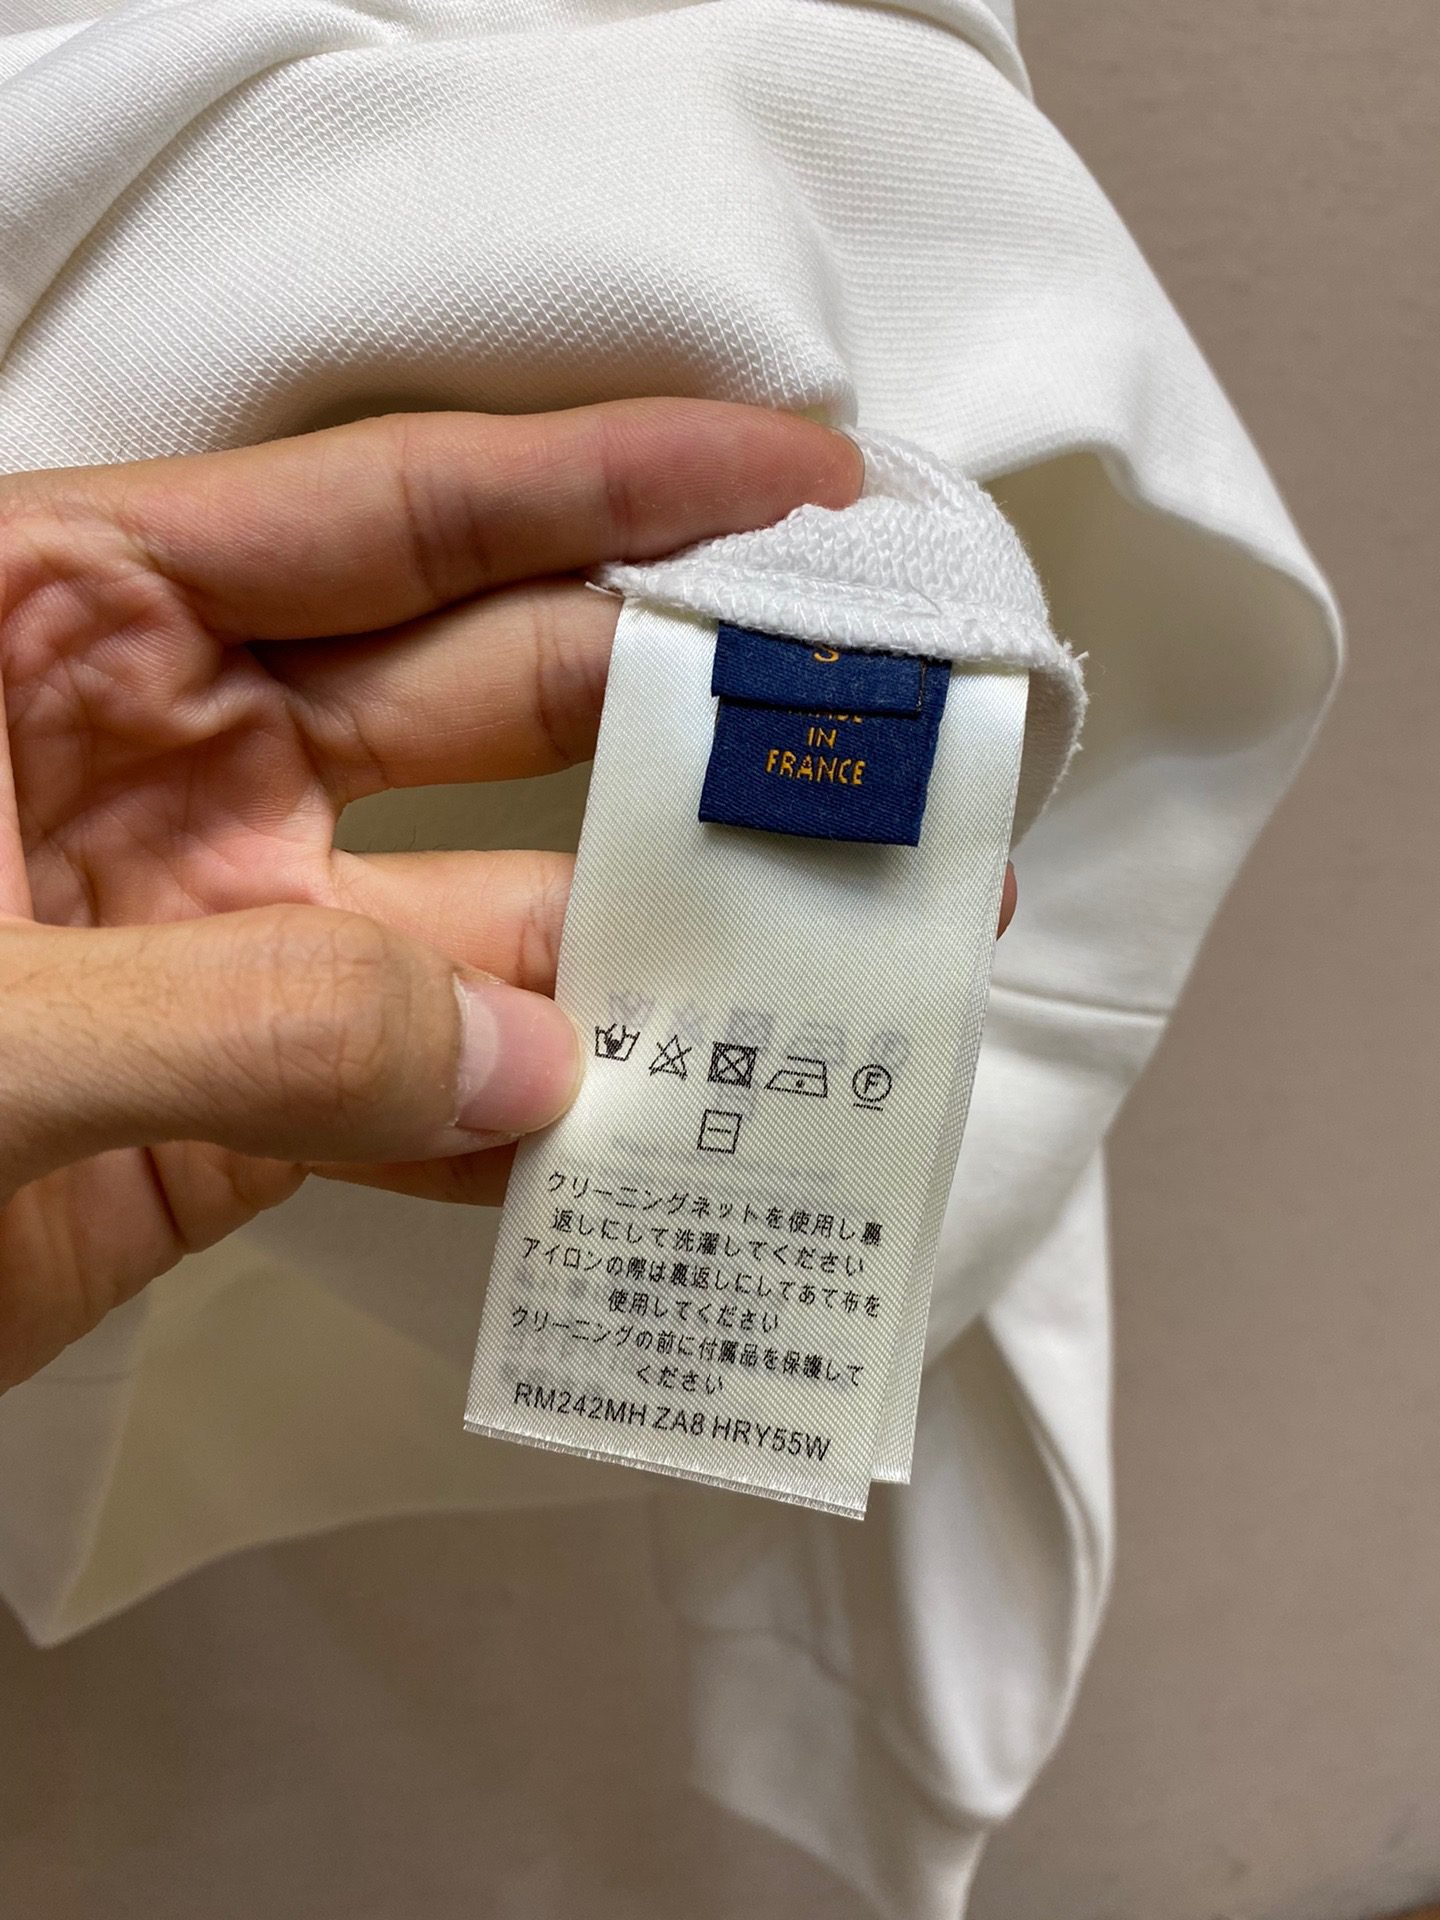 S
MADE
IN
FRANCE
F
クリーニングネットを使用し裏
返しにして洗濯してください
アイロンの際は裏返しにしてあて布を
使用してください
クリーニングの前に付属品を保護して
ください
RM242MH ZA8 HRY55W